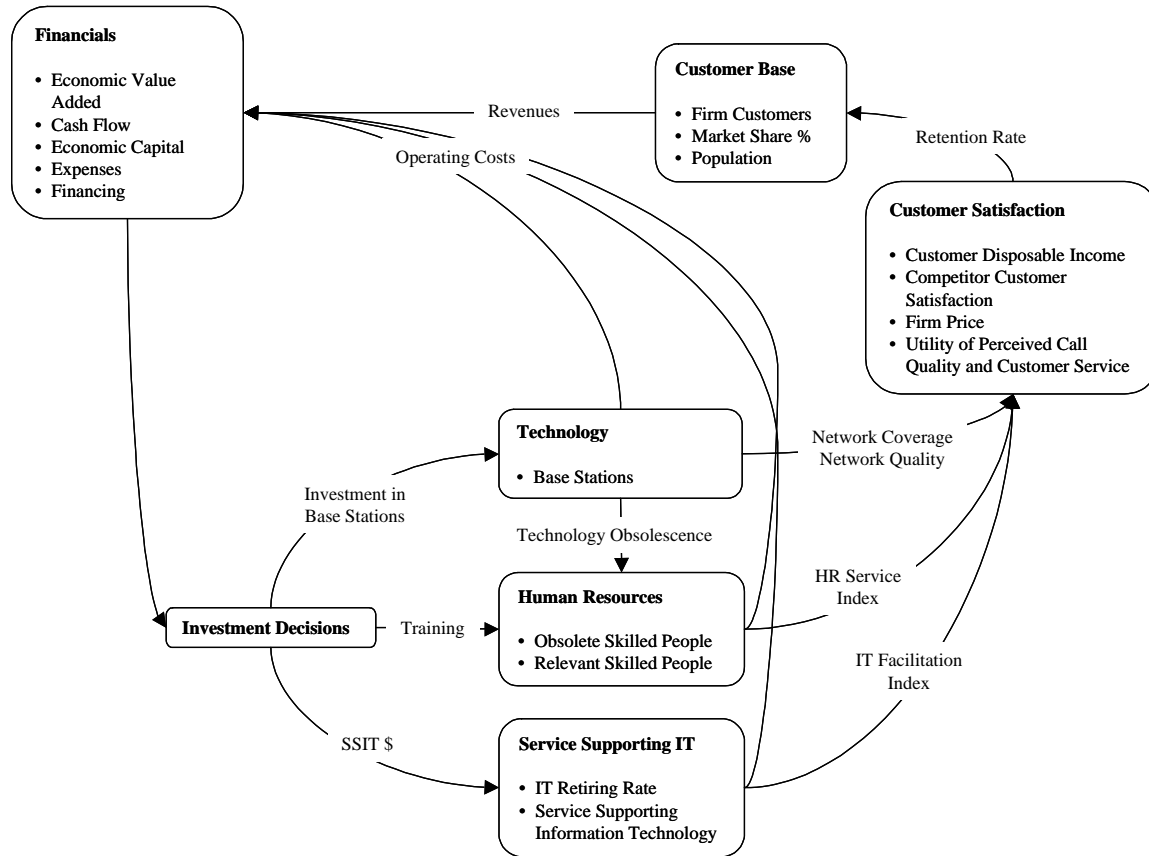 Financials
• Economic Value
Added
• Cash Flow
• Economic Capital
• Expenses
• Financing
Revenues
Operating Costs
Customer Base
• Firm Customers
• Market Share %
• Population
Retention Rate
Customer Satisfaction
• Customer Disposable Income
• Competitor Customer
Satisfaction
• Firm Price
• Utility of Perceived Call
Quality and Customer Service
Technology
• Base Stations
Network Coverage
Network Quality
Investment in
Base Stations
Technology Obsolescence
Human Resources
• Obsolete Skilled People
• Relevant Skilled People
HR Service
Index
Investment Decisions
Training
IT Facilitation
Index
SSIT $
Service Supporting IT
• IT Retiring Rate
• Service Supporting
Information Technology